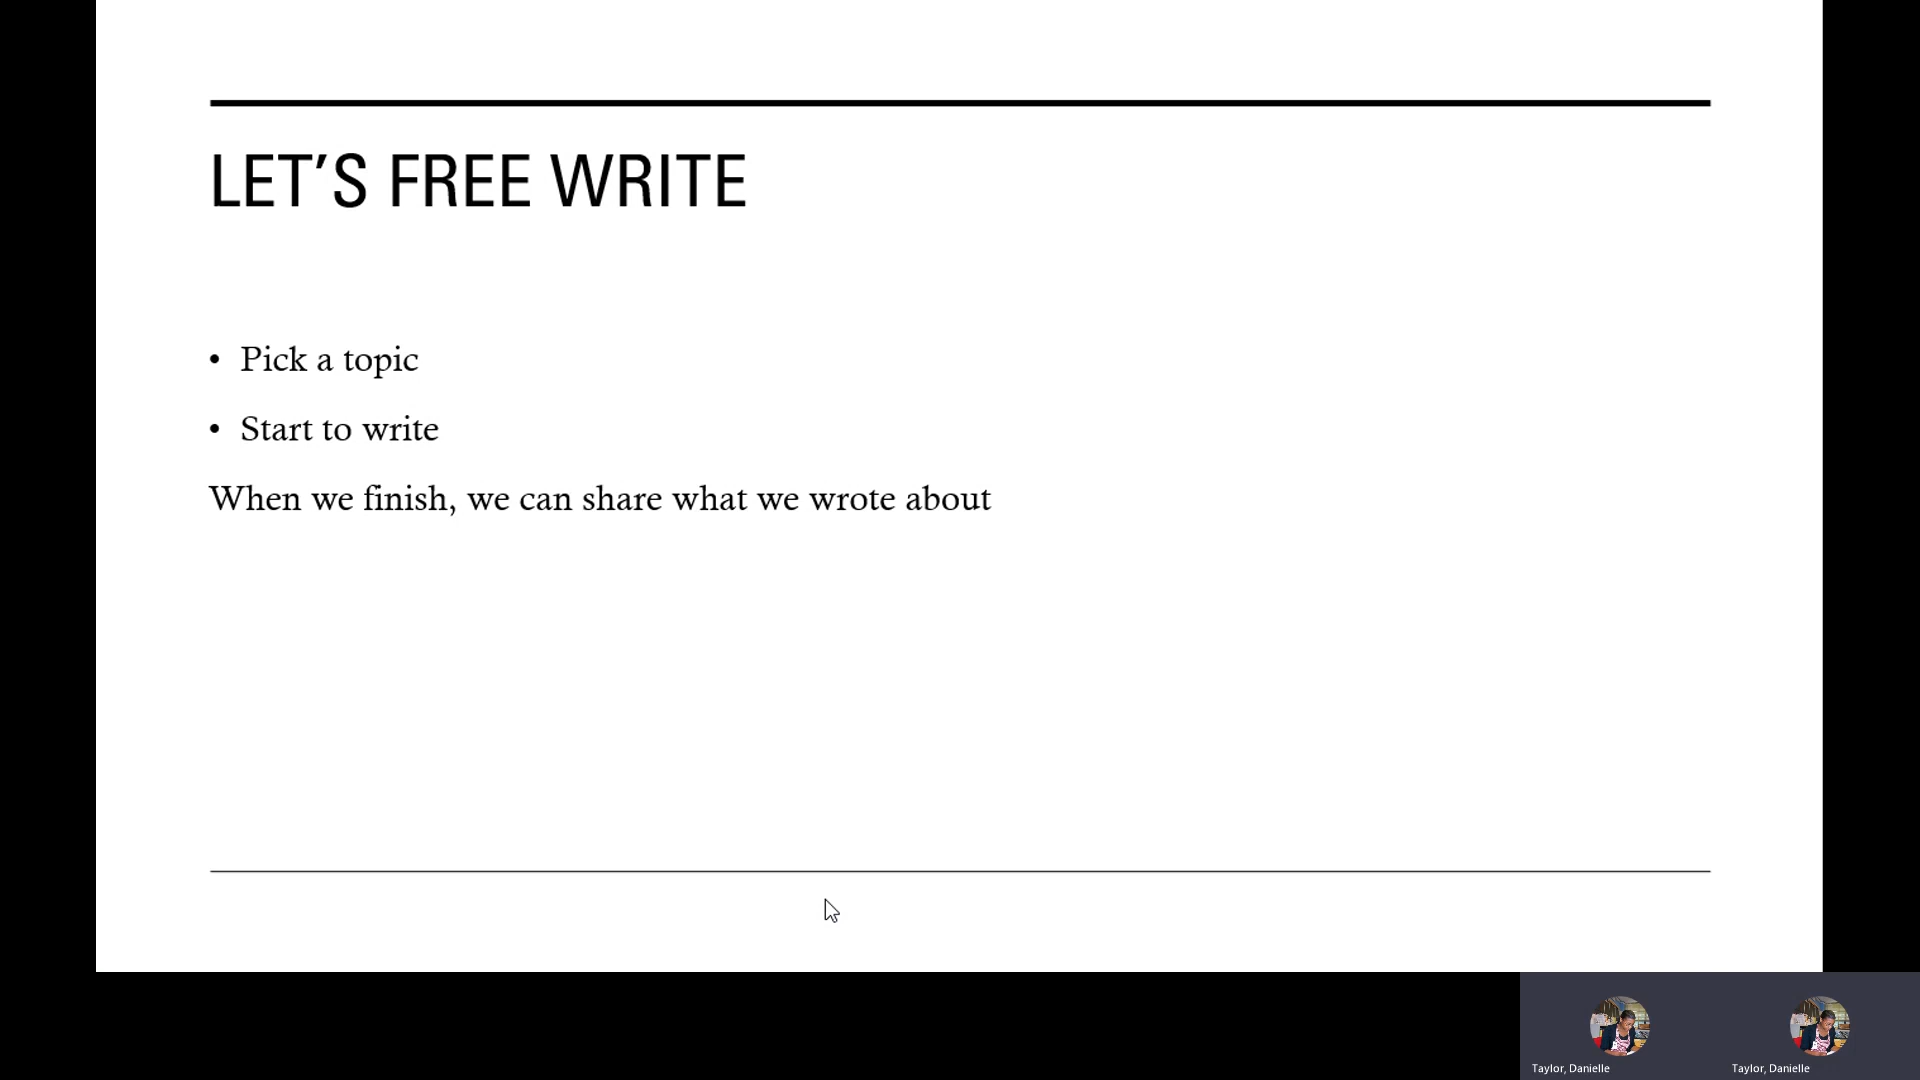 LET’S FREE WRITE
• Pick a topic
• Start to write
When we finish, we can share what we wrote about
Taylor, Danielle
Taylor, Danielle